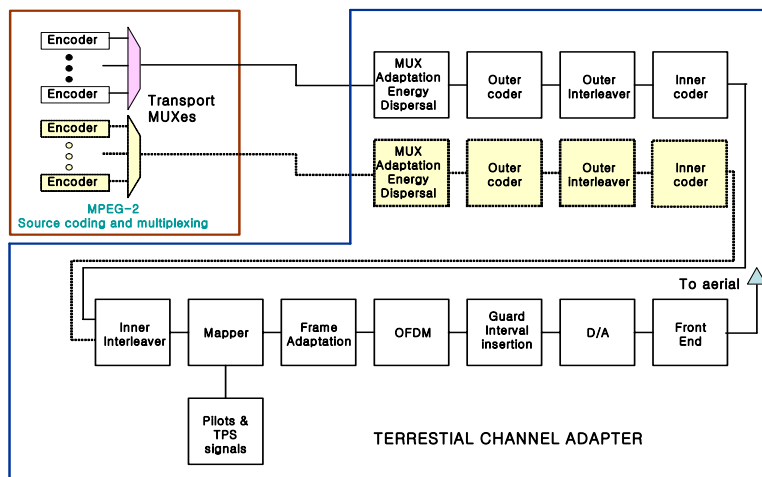 Encoder
Encoder
Transport
MUXes
Encoder
Encoder
MPEG-2
Source coding and multiplexing
MUX
Adaptation
Energy
Dispersal
Outer
coder
Outer
Interleaver
Inner
coder
MUX
Adaptation
Energy
Dispersal
Outer
coder
Outer
interleaver
Inner
coder
To aerial
Inner
Interleaver
Mapper
Frame
Adaptation
OFDM
Guard
Interval
insertion
D/A
Front
End
Pilots &
TPS
signals
TERRESTIAL CHANNEL ADAPTER